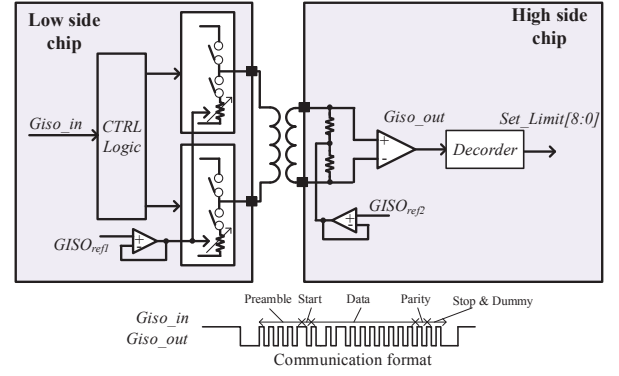 Low side
chip
High side
chip
Giso_in
CTRL
Logic
GISOref1
Giso_out
Set_Limit[8:0]
Decorder
GISOref2
+
-
+
-
+
-
Preamble Start Data Parity Stop & Dummy
Giso_in
Giso_out
Communication format